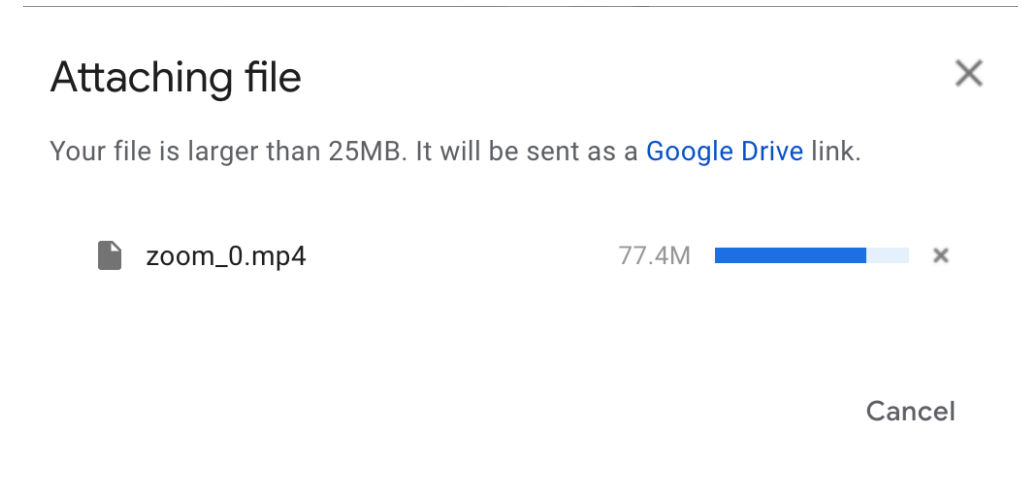 Attaching file
Your file is larger than 25MB. It will be sent as a Google Drive link.
zoom_0.mp4 77.4M
Cancel